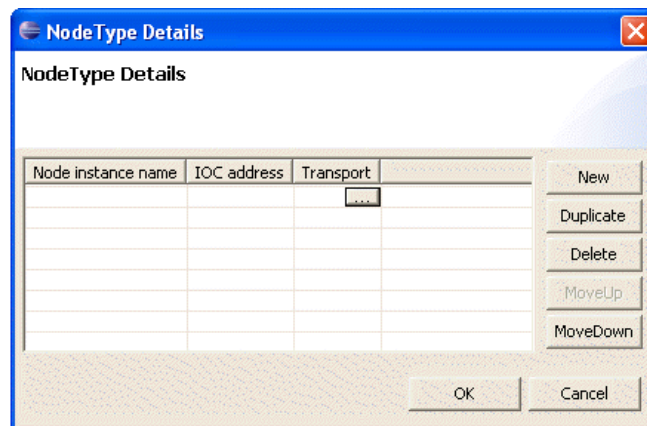 NodeType Details
NodeType Details
Node instance name IOC address Transport
...
New
Duplicate
Delete
MoveUp
MoveDown
OK Cancel